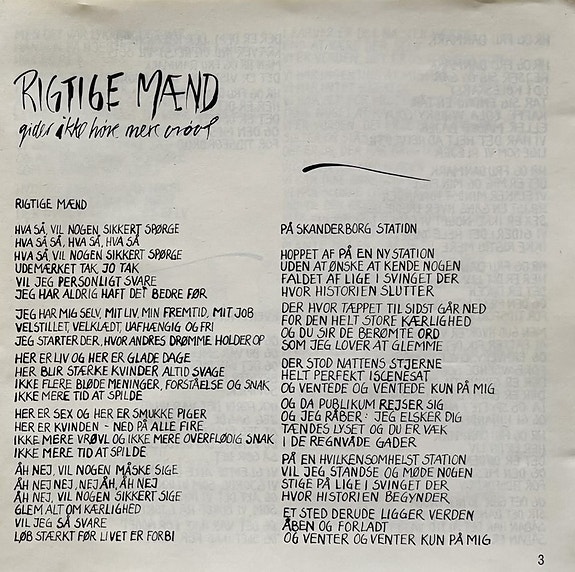 RIGTIGE MÆND
gider ikke høre mere vrøvl
RIGTIGE MÆND
HVA SÅ, VIL NOGEN SIKKERT SPØRGE
HVA SÅ SÅ, HVA SÅ, HVA SÅ
HVA SÅ, VIL NOGEN SIKKERT SPØRGE
UDEMÆRKET TAK, JO TAK
VIL JEG PERSONLIGT SVARE
JEG HAR ALDRIG HAFT DET BEDRE FØR
JEG HAR MIG SELV, MIT LIV, MIN FREMTID, MIT JOB
VELSTILLET, VELKLÆDT, UAFHÆNGIG OG FRI
JEG STARTER DER, HVOR ANDRES DRØMME HOLDER OP
HER ER LIV OG HER ER GLADE DAGE
HER BLIR STÆRKE KVINDER ALTID SVAGE
IKKE FLERE BLØDE MENINGER, FORSTÅELSE OG SNAK
IKKE MERE TID AT SPILDE
HER ER SEX OG HER ER SMUKKE PIGER
HER ER KVINDEN - NED PÅ ALLE FIRE
IKKE MERE VRØVL OG IKKE MERE OVERFLØDIG SNAK
IKKE MERE TID AT SPILDE
ÅH NEJ, VIL NOGEN MÅSKE SIGE
ÅH NEJ NEJ, NEJ ÅH, ÅH NEJ
ÅH NEJ, VIL NOGEN SIKKERT SIGE
GLEM ALT OM KÆRLIGHED
VIL JEG SÅ SVARE
LØB STÆRKT FØR LIVET ER FORBI
PÅ SKANDERBORG STATION
HOPPET AF PÅ EN NY STATION
UDEN AT ØNSKE AT KENDE NOGEN
FALDET AF LIGE I SVINGET DER
HVOR HISTORIEN SLUTTER
DER HVOR TÆPPET TIL SIDST GÅR NED
FOR DEN HELT STORE KÆRLIGHED
OG DU SIR DE BERØMTE ORD
SOM JEG LOVER AT GLEMME
DER STOD NATTENS STJERNE
HELT PERFEKT ISCENESAT
OG VENTEDE OG VENTEDE KUN PÅ MIG
OG DA PUBLIKUM REJSER SIG
OG JEG RÅBER: JEG ELSKER DIG
TÆNDES LYSET OG DU ER VÆK
I DE REGNVÅDE GADER
PÅ EN HVILKENSOMHELST STATION
VIL JEG STANDSE OG MØDE NOGEN
STIGE PÅ LIGE I SVINGET DER
HVOR HISTORIEN BEGYNDER
ET STED DERUDE LIGGER VERDEN
ÅBEN OG FORLADT
OG VENTER OG VENTER KUN PÅ MIG
3